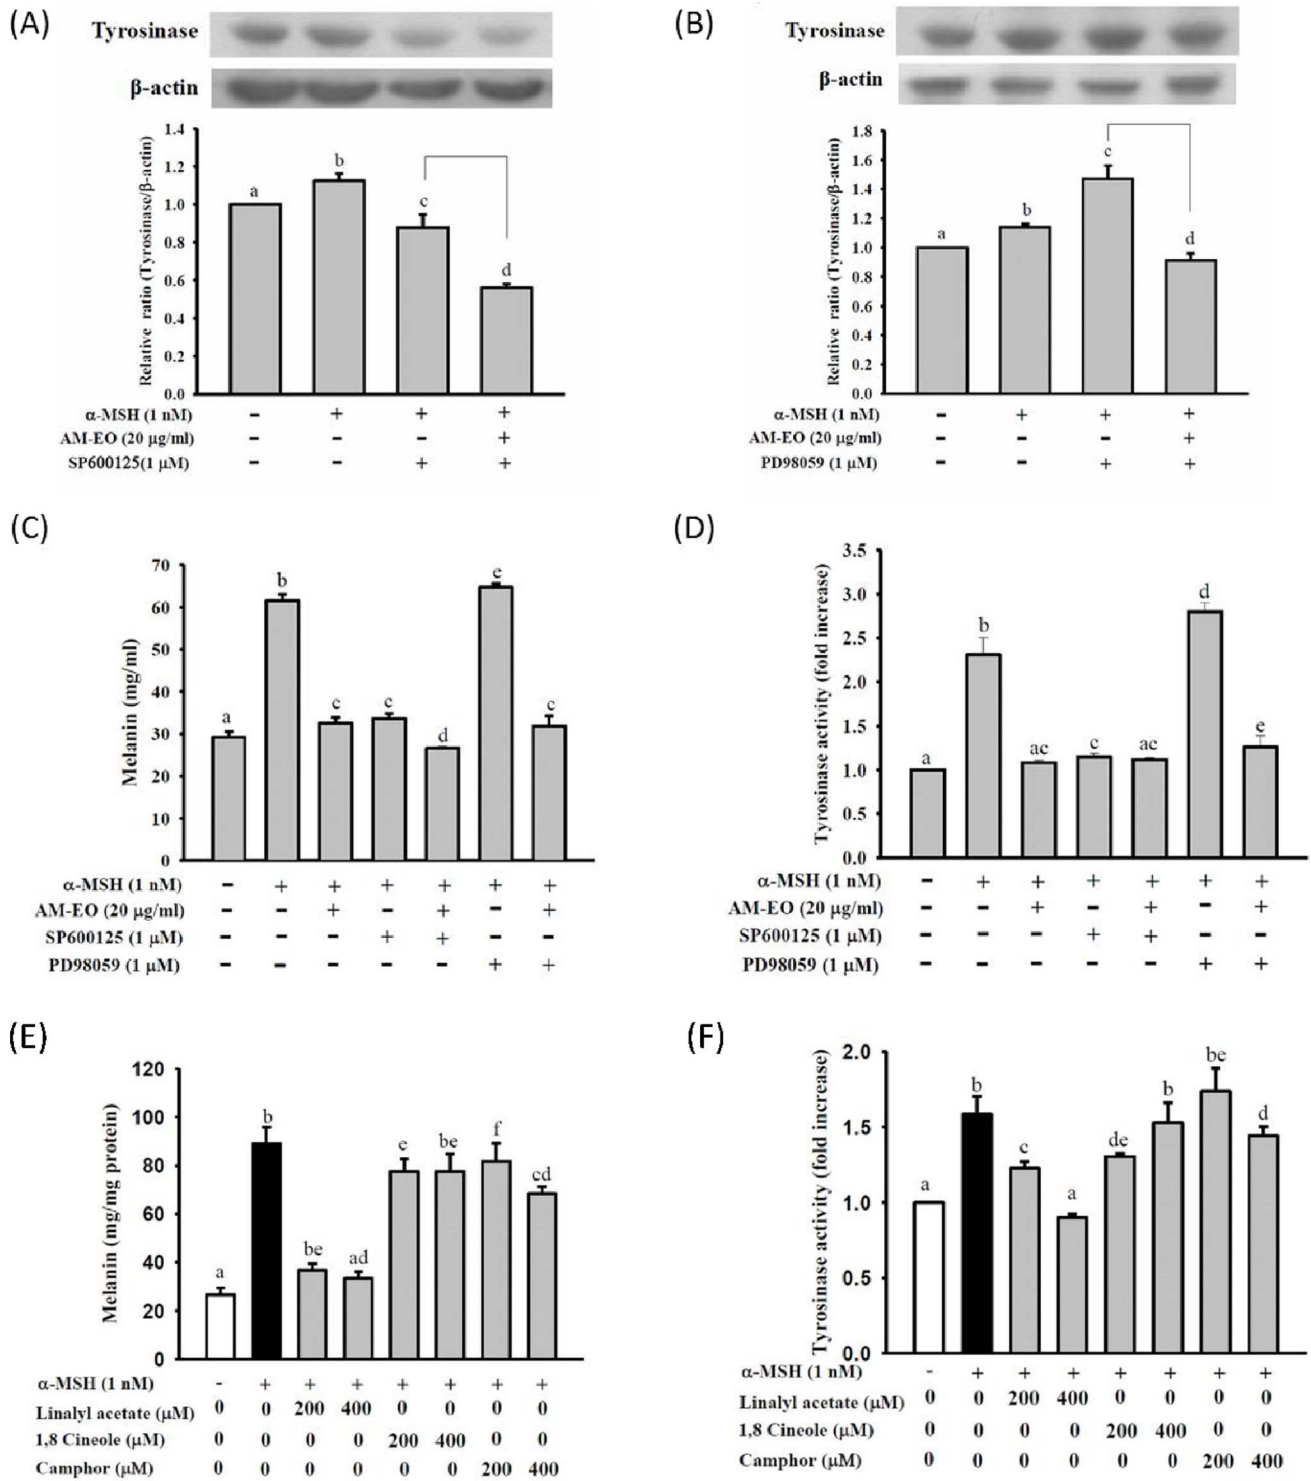 (A)
Tyrosinase
β-actin
Relative ratio (Tyrosinase/β-actin)
1.4
1.2
1.0
0.8
0.6
0.4
0.2
0.0
a b c d
α-MSH (1 nM) − + + +
AM-EO (20 μg/ml) − − − +
SP600125(1 μM) − − + +
(B)
Tyrosinase
β-actin
Relative ratio (Tyrosinase/β-actin)
1.8
1.6
1.4
1.2
1.0
0.8
0.6
0.4
0.2
0.0
a b c d
α-MSH (1 nM) − + + +
AM-EO (20 μg/ml) − − − +
PD98059 (1 μM) − − + +
(C)
Melanin (mg/ml)
70
60
50
40
30
20
10
0
a b c c d e c
α-MSH (1 nM) − + + + + + +
AM-EO (20 μg/ml) − − + − + − +
SP600125 (1 μM) − − − + + − −
PD98059 (1 μM) − − − − − + +
(D)
Tyrosinase activity (fold increase)
3.5
3.0
2.5
2.0
1.5
1.0
0.5
0.0
a b ac c ac d e
α-MSH (1 nM) − + + + + + +
AM-EO (20 μg/ml) − − + − + − +
SP600125 (1 μM) − − − + + − −
PD98059 (1 μM) − − − − − + +
(E)
Melanin (mg/mg protein)
120
100
80
60
40
20
0
a b be ad e be f cd
α-MSH (1 nM) - + + + + + + +
Linalyl acetate (μM) 0 0 200 400 0 0 0 0
1,8 Cineole (μM) 0 0 0 0 200 400 0 0
Camphor (μM) 0 0 0 0 0 0 200 400
(F)
Tyrosinase activity (fold increase)
2.0
1.5
1.0
0.5
0.0
a b c a de b be d
α-MSH (1 nM) - + + + + + + +
Linalyl acetate (μM) 0 0 200 400 0 0 0 0
1,8 Cineole (μM) 0 0 0 0 200 400 0 0
Camphor (μM) 0 0 0 0 0 0 200 400